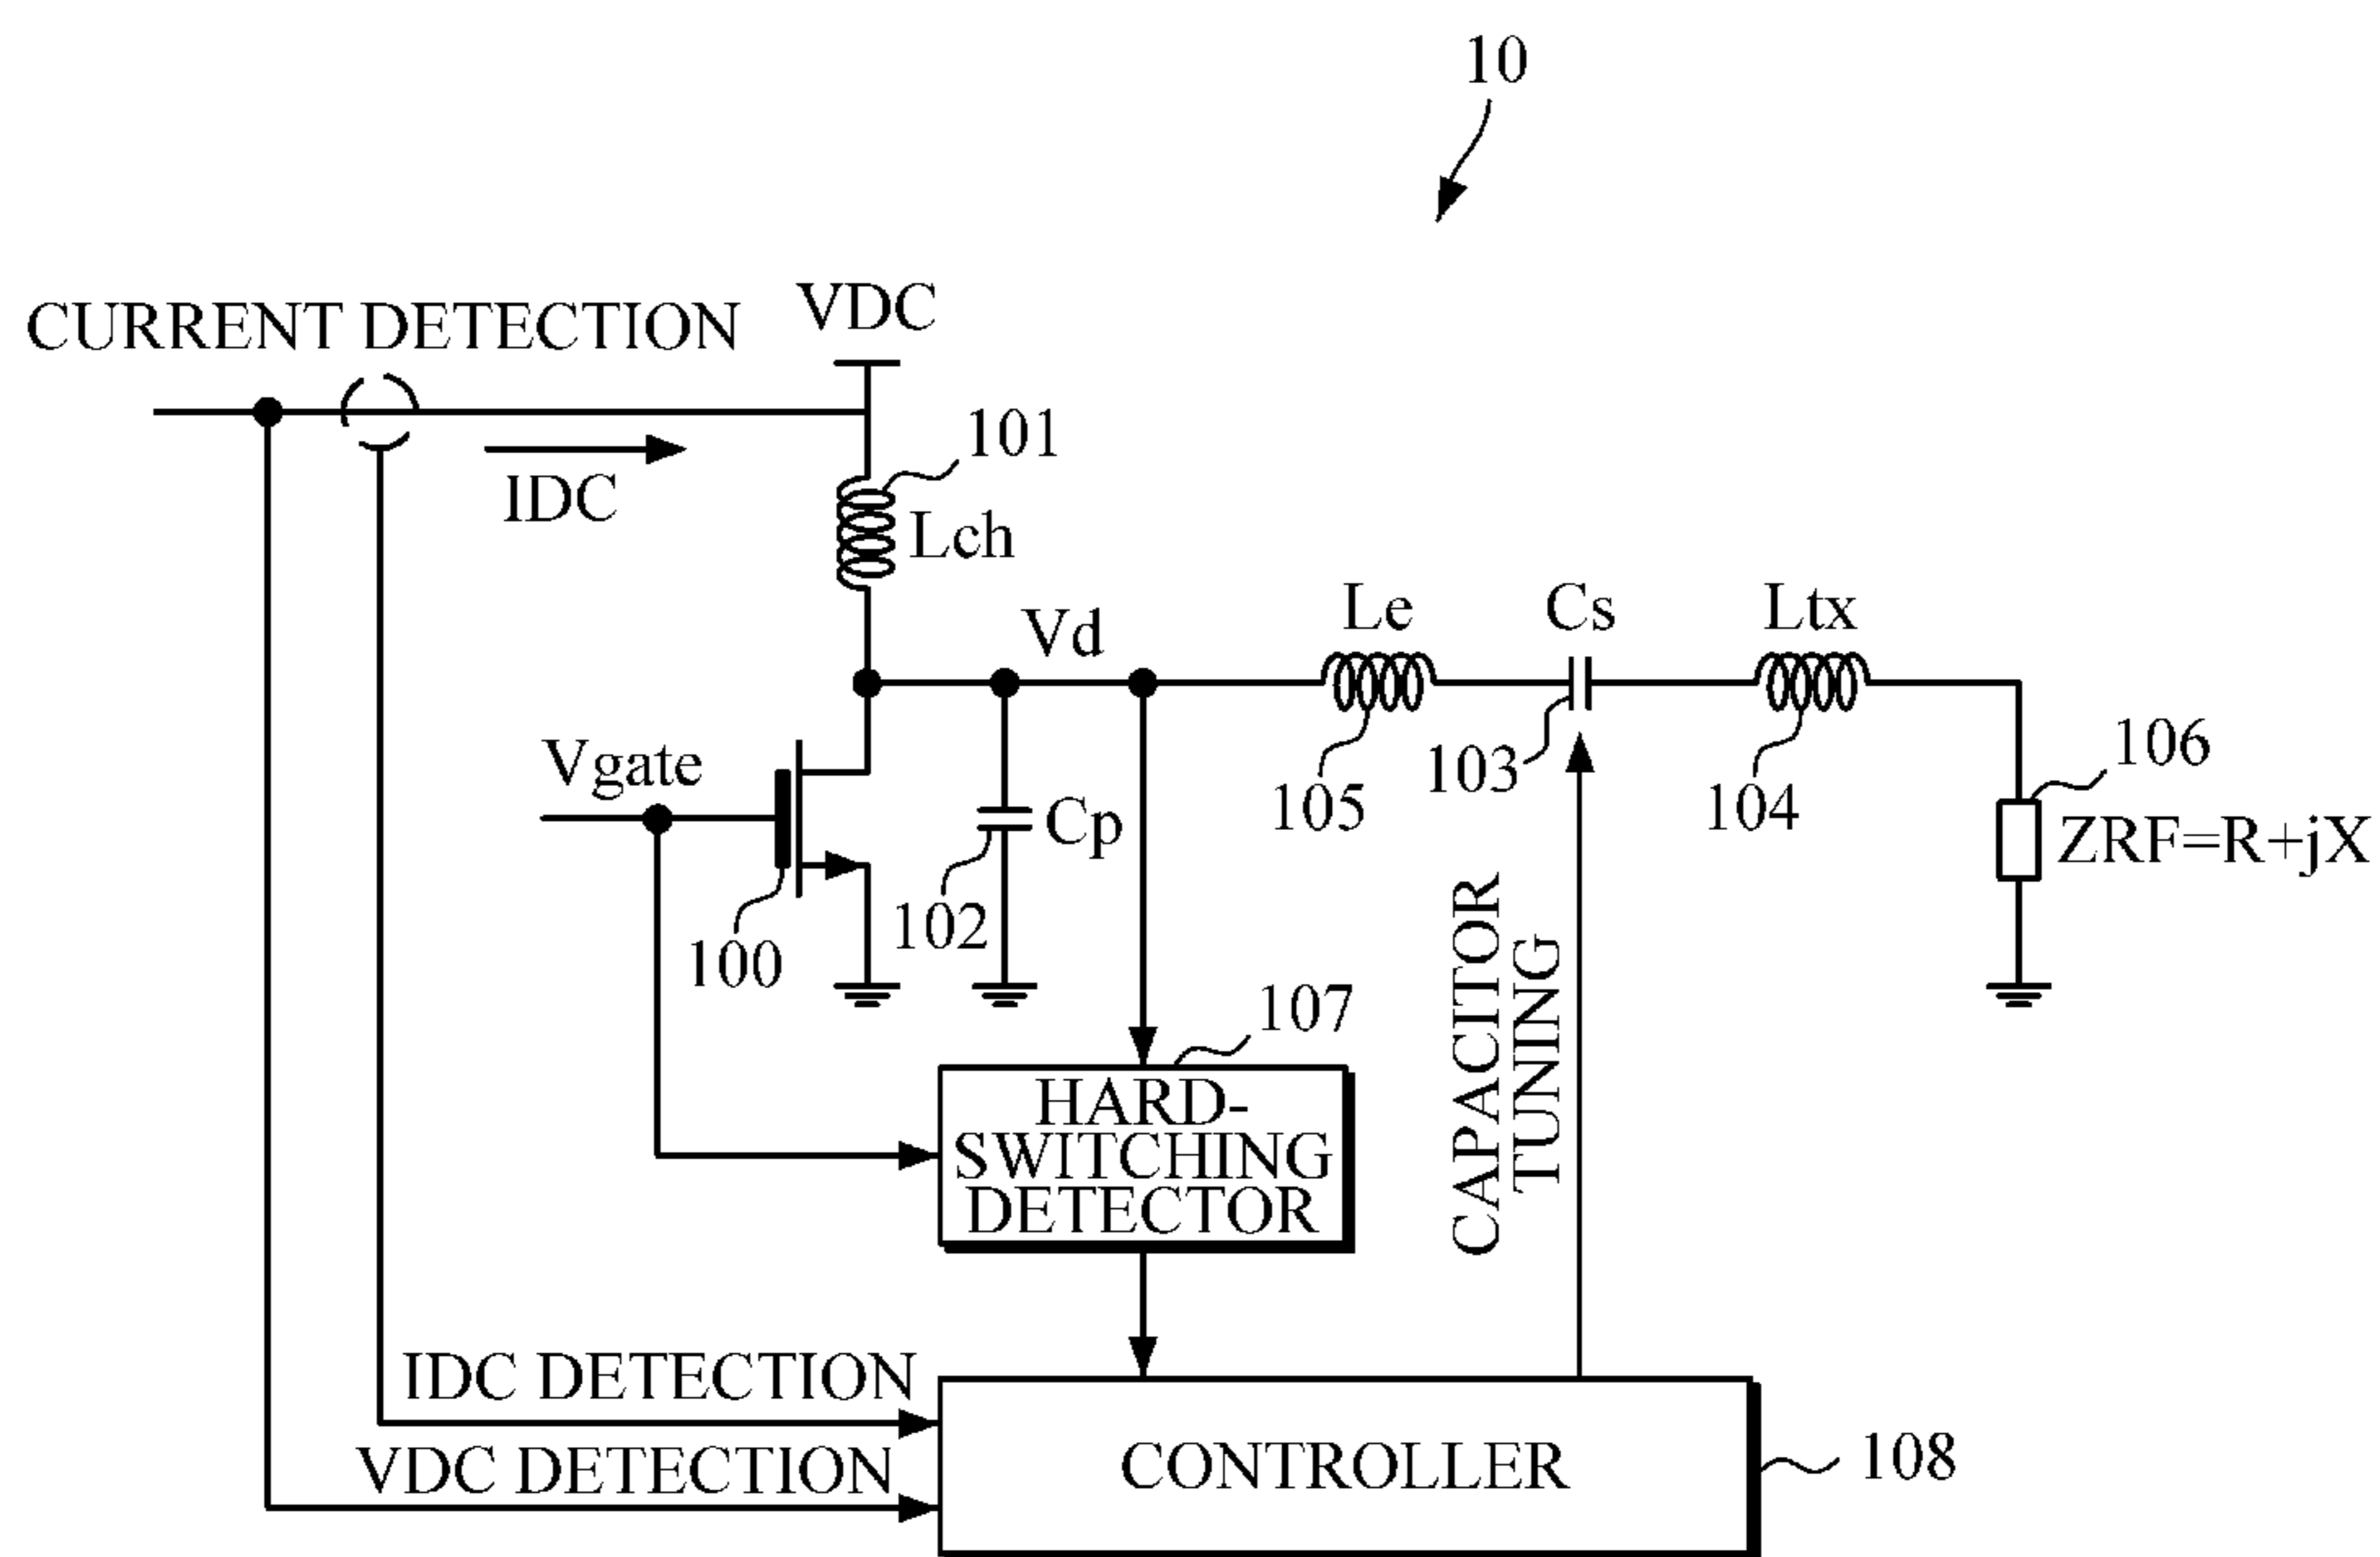 10
CURRENT DETECTION
VDC
101
IDC
Lch
Vd
Le
Cs
Ltx
Vgate
103
105
104
106
Cp
ZRF=R+jX
102
100
107
CAPACITOR
TUNING
HARD-
SWITCHING
DETECTOR
IDC DETECTION
VDC DETECTION
CONTROLLER
108